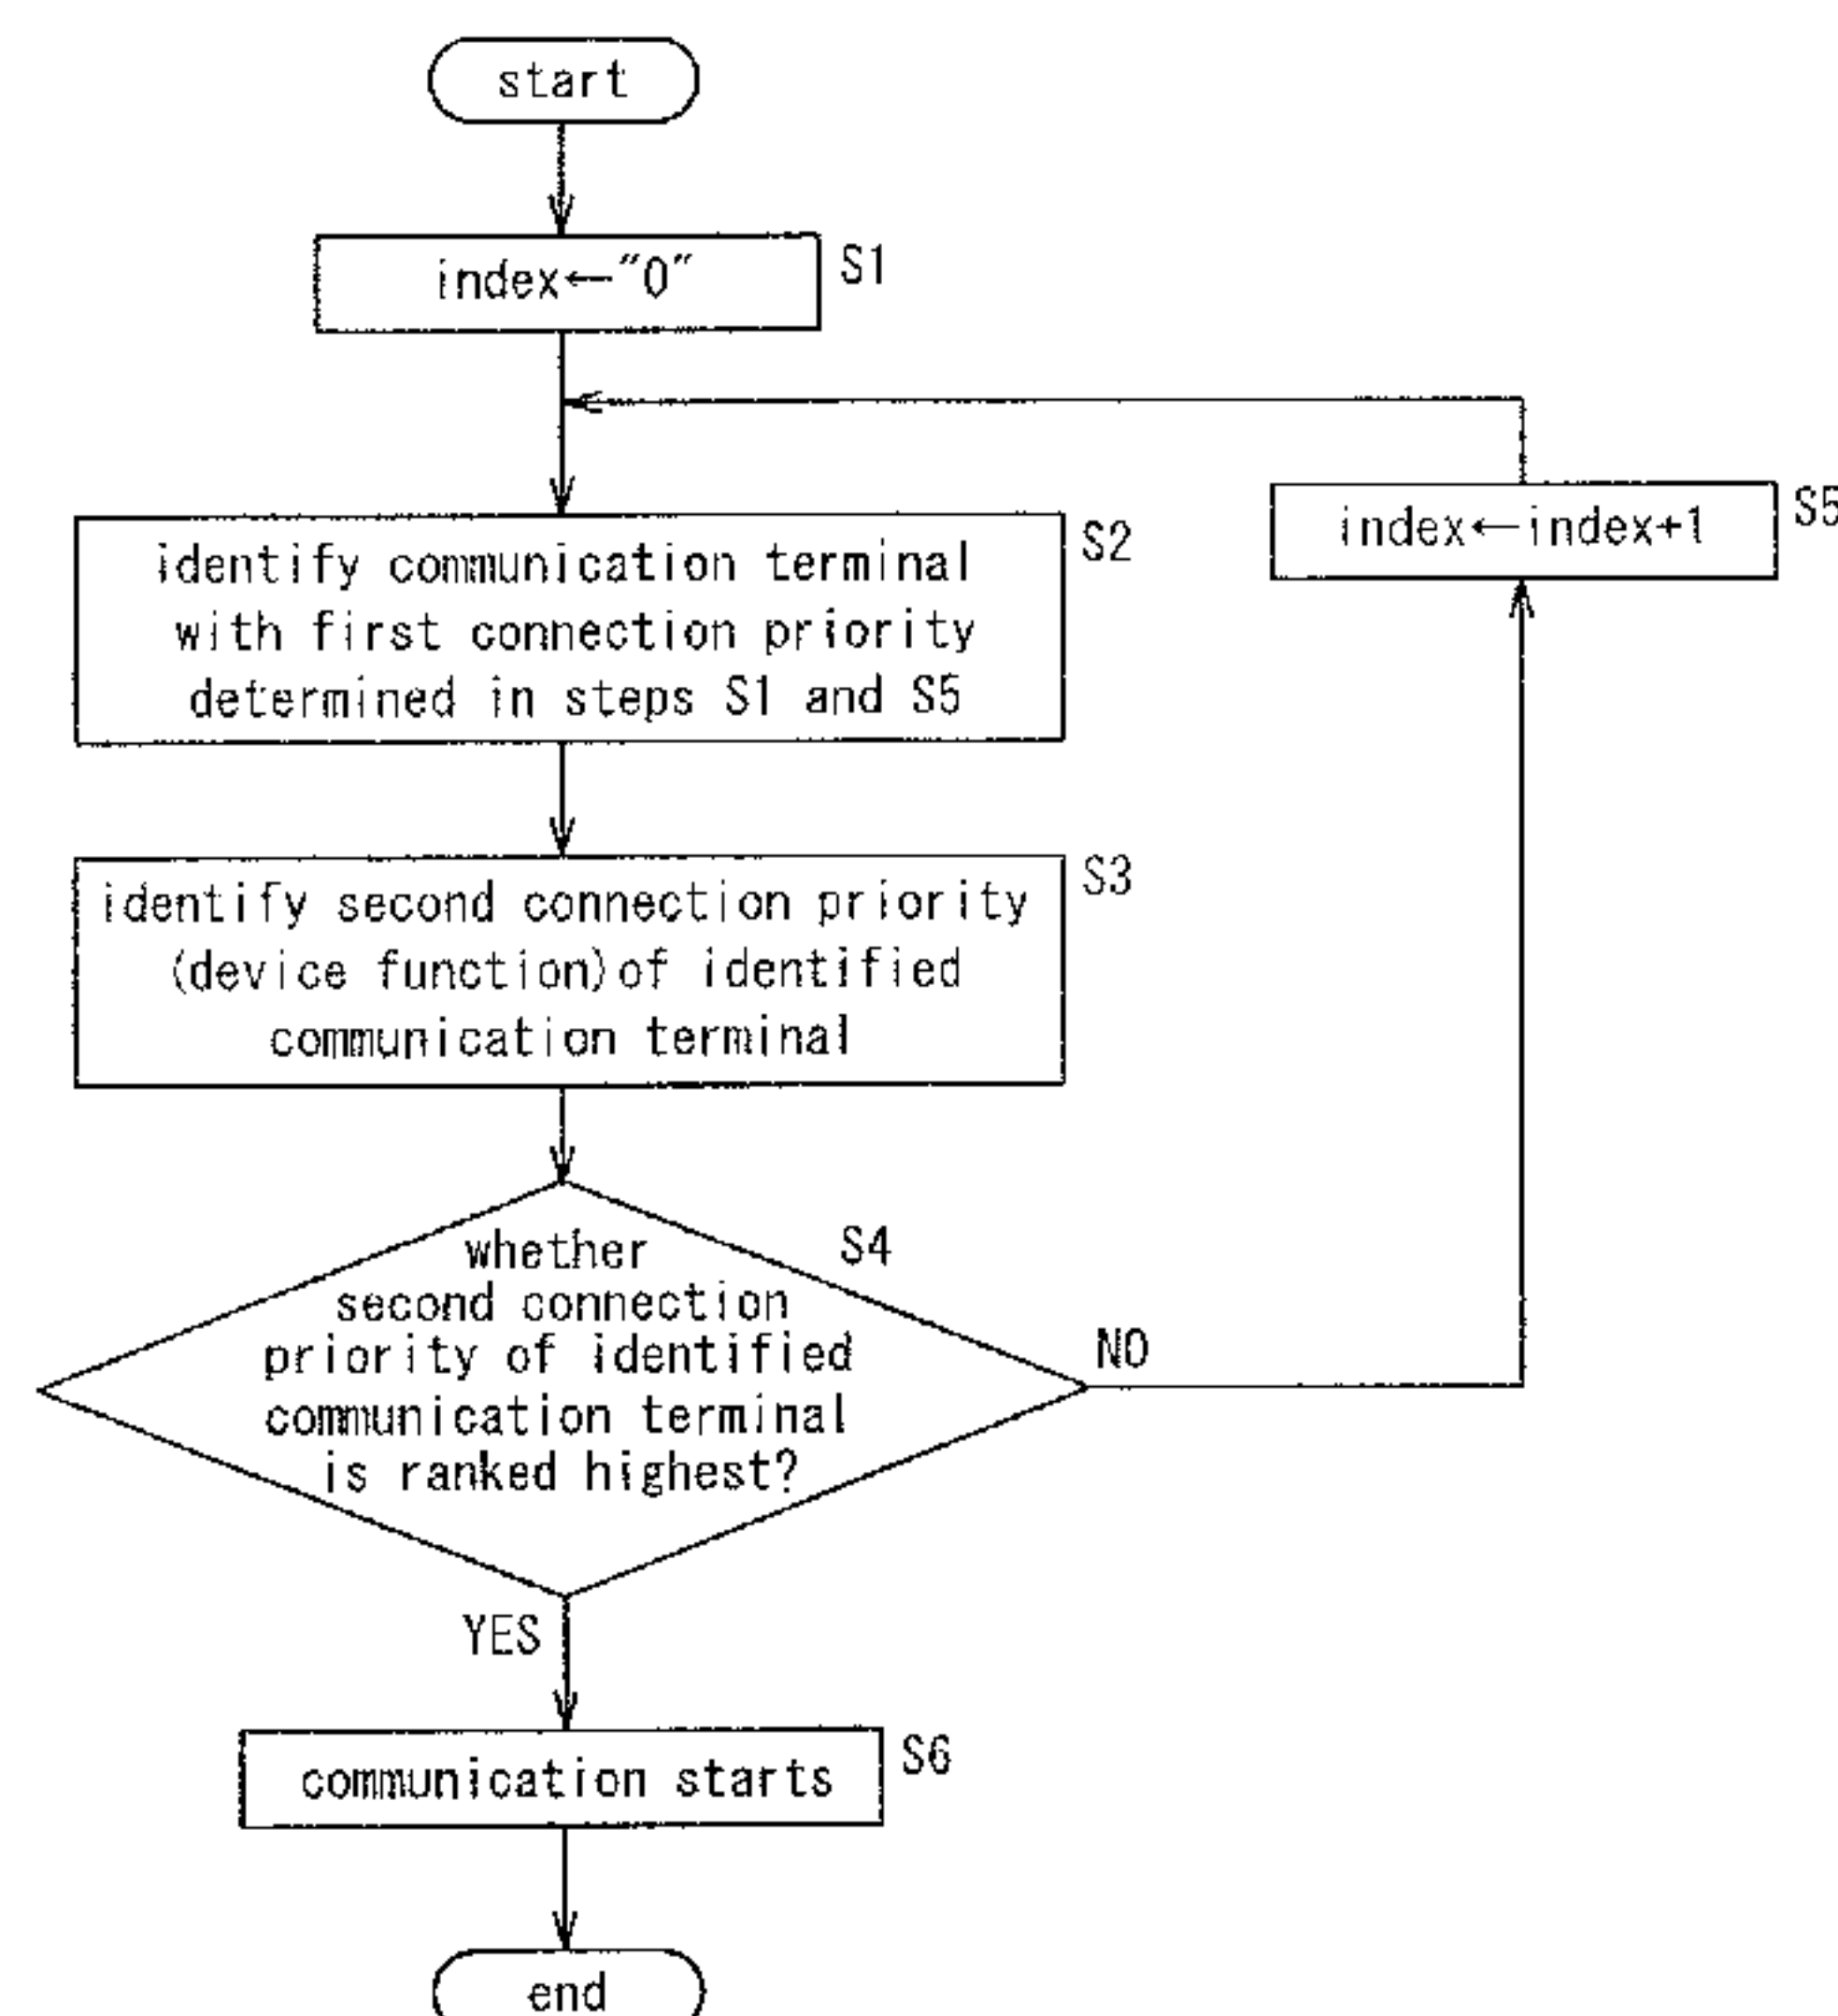 start
index←"0"
S1
identify communication terminal
with first connection priority
determined in steps S1 and S5
S2
index←index+1
S5
identify second connection priority
(device function)of identified
communication terminal
S3
whether
second connection
priority of identified
communication terminal
is ranked highest?
S4
NO
YES
communication starts
S6
end